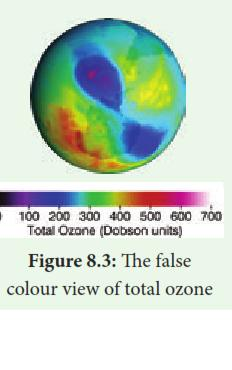 0 100 200 300 400 500 600 700
Total Ozone (Dobson units)
Figure 8.3: The false
colour view of total ozone